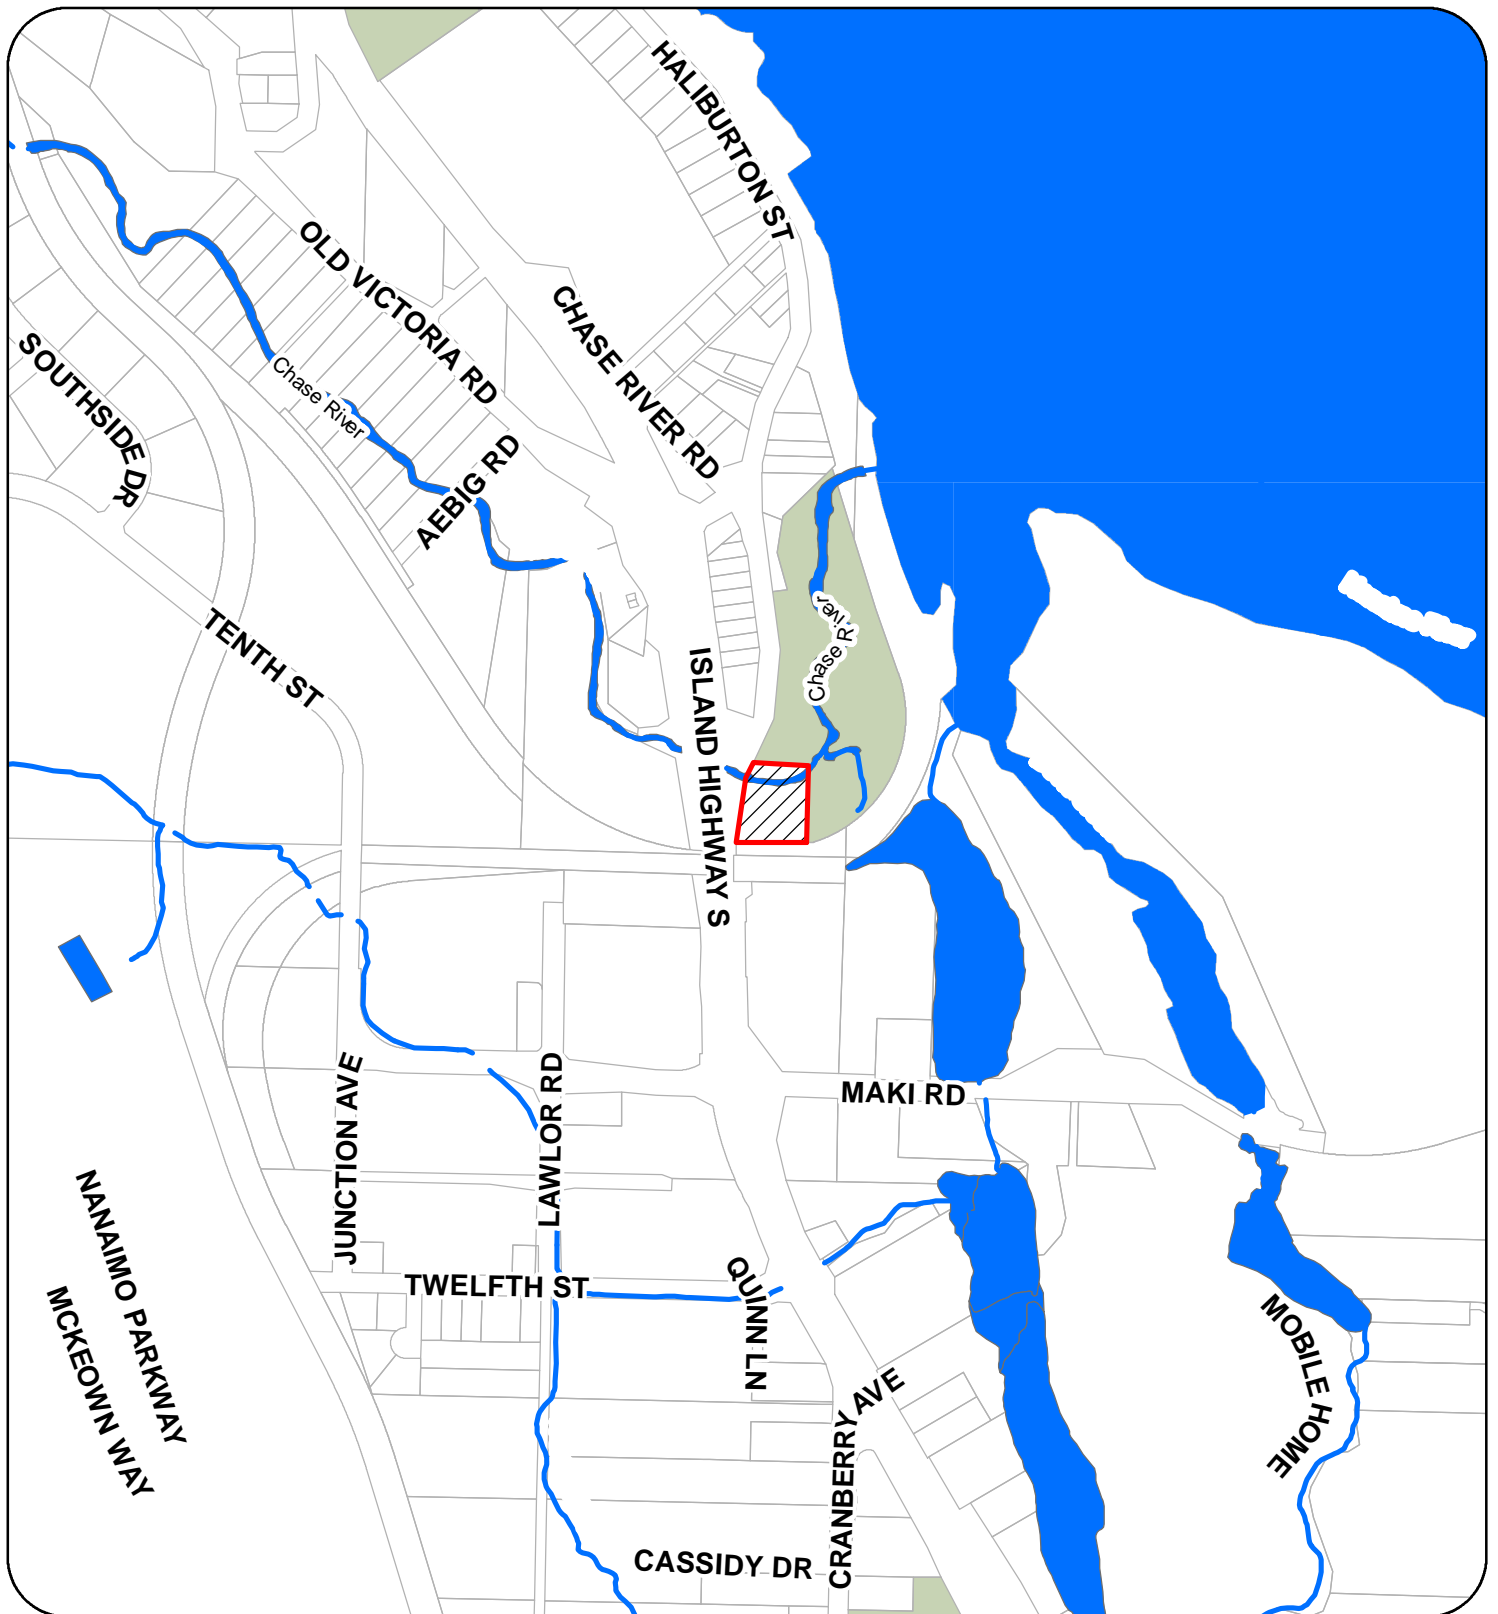 HALIBURTON ST
OLD VICTORIA RD
CHASE RIVER RD
SOUTHSIDE DR
Chase River
AEBIG RD
TENTH ST
Chase River
ISLAND HIGHWAY S
MAKI RD
JUNCTION AVE
LAWLOR RD
NANAIMO PARKWAY
MCKEOWN WAY
TWELFTH ST
QUINN LN
MOBILE HOME
CRANBERRY AVE
CASSIDY DR